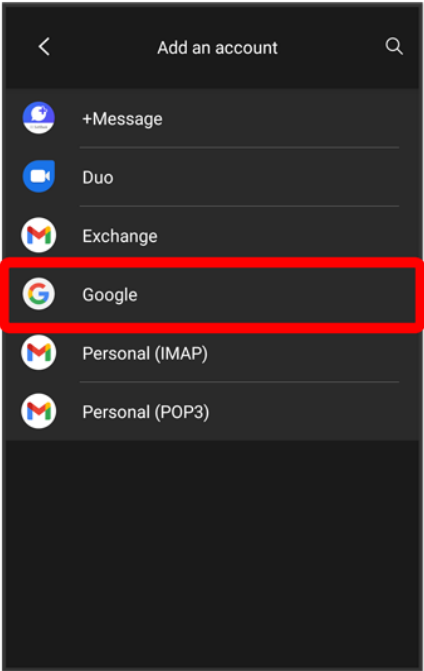 Add an account
+Message
Duo
Exchange
Google
Personal (IMAP)
Personal (POP3)